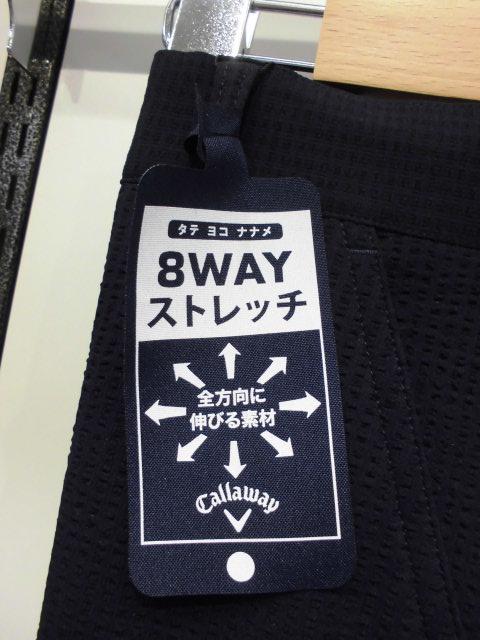 タテ ヨコ ナナメ
8WAY
ストレッチ
全方向に
伸びる素材
Callaway